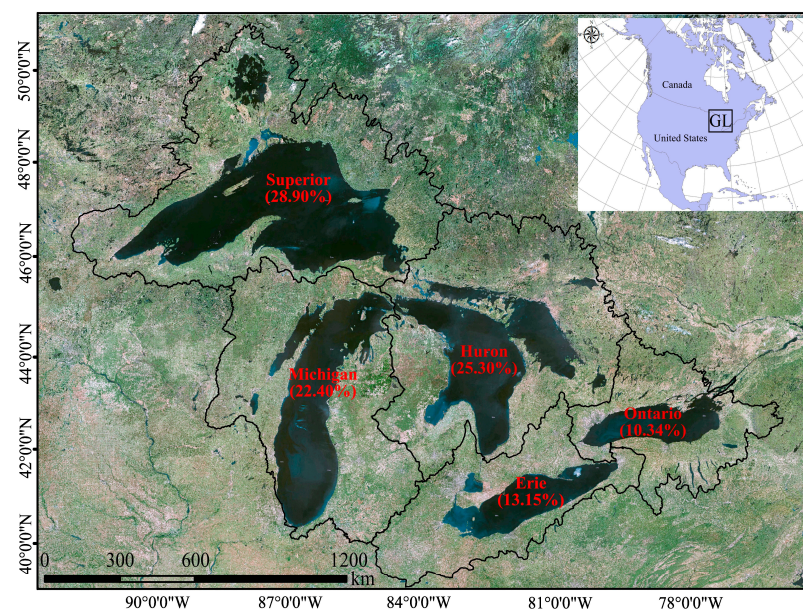 50°0'0"N
48°0'0"N
46°0'0"N
44°0'0"N
42°0'0"N
40°0'0"N
Canada
United States
GL
Superior
(28.90%)
Michigan
(22.40%)
Huron
(25.30%)
Ontario
(10.34%)
Erie
(13.15%)
0 300 600 1200
km
90°0'0"W 87°0'0"W 84°0'0"W 81°0'0"W 78°0'0"W